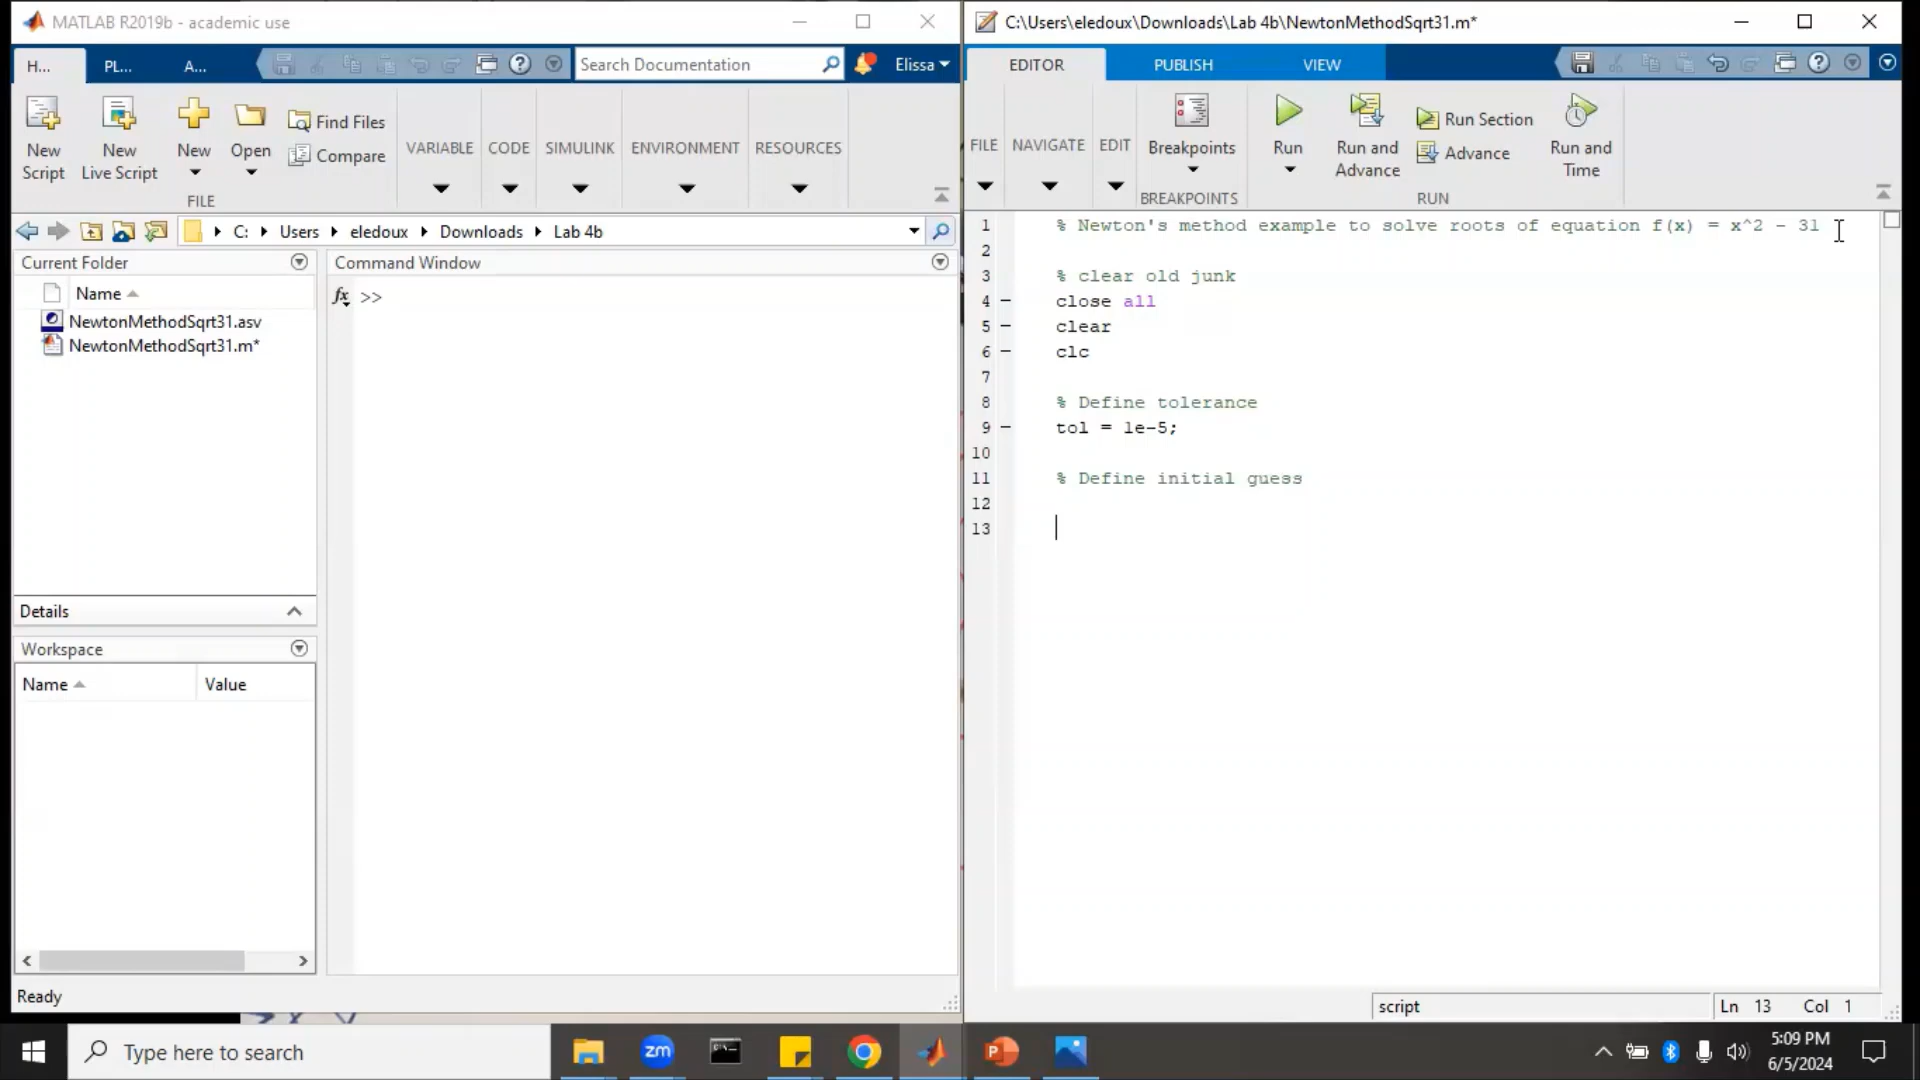 MATLAB R2019b - academic use
H...
PL...
A...
Search Documentation
Elissa
New Script
New Live Script
New
Open
Find Files
Compare
FILE
VARIABLE
CODE
SIMULINK
ENVIRONMENT
RESOURCES
C:
Users
eledoux
Downloads
Lab 4b
Current Folder
Name
NewtonMethodSqrt31.asv
NewtonMethodSqrt31.m*
Details
Workspace
Name
Value
Command Window
fx >>
Ready
C:\Users\eledoux\Downloads\Lab 4b\NewtonMethodSqrt31.m*
EDITOR
PUBLISH
VIEW
FILE
NAVIGATE
EDIT
Breakpoints
BREAKPOINTS
Run
Run and Advance
Run Section
Advance
Run and Time
RUN
1 % Newton's method example to solve roots of equation f(x) = x^2 - 31
2
3 % clear old junk
4 - close all
5 - clear
6 - clc
7
8 % Define tolerance
9 - tol = 1e-5;
10
11 % Define initial guess
12
13
script
Ln 13 Col 1
Type here to search
zm
P
5:09 PM
6/5/2024